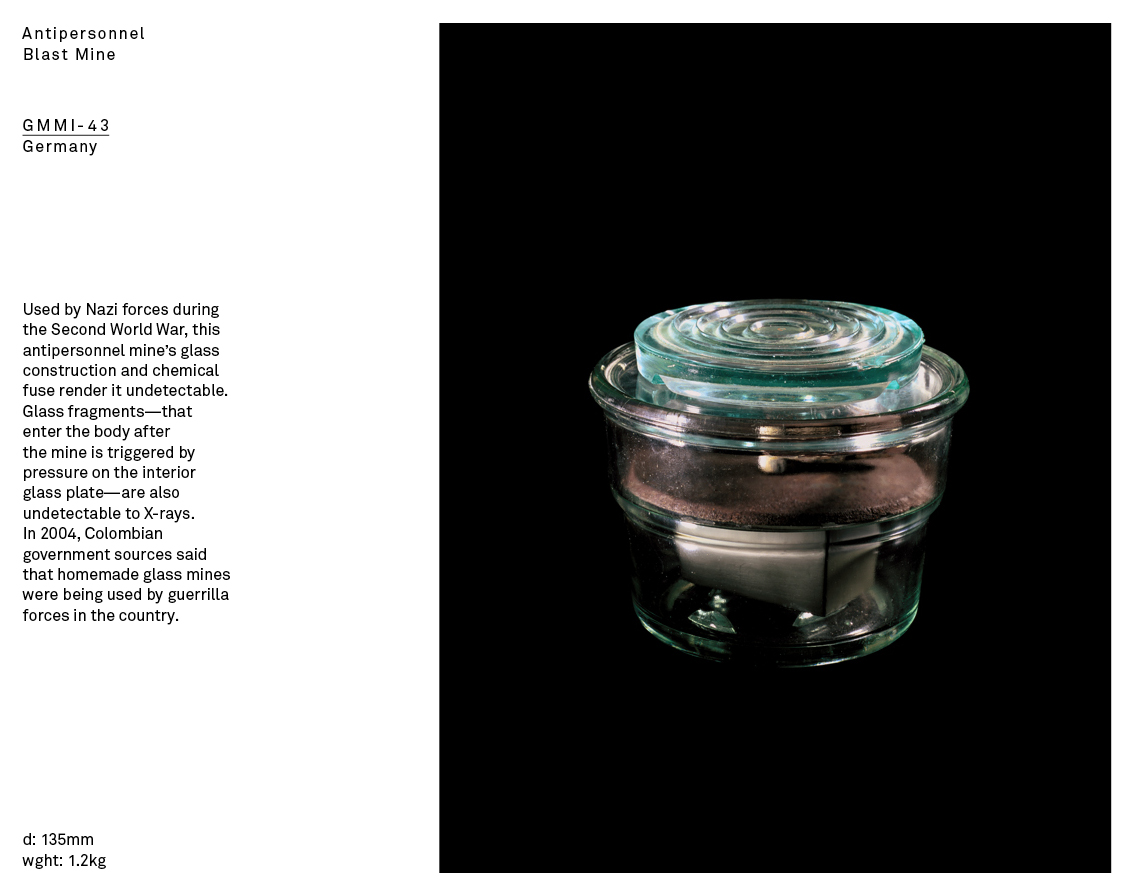 Antipersonnel
Blast Mine
GMMI-43
Germany
Used by Nazi forces during
the Second World War, this
antipersonnel mine’s glass
construction and chemical
fuse render it undetectable.
Glass fragments—that
enter the body after
the mine is triggered by
pressure on the interior
glass plate—are also
undetectable to X-rays.
In 2004, Colombian
government sources said
that homemade glass mines
were being used by guerrilla
forces in the country.
d: 135mm
wght: 1.2kg